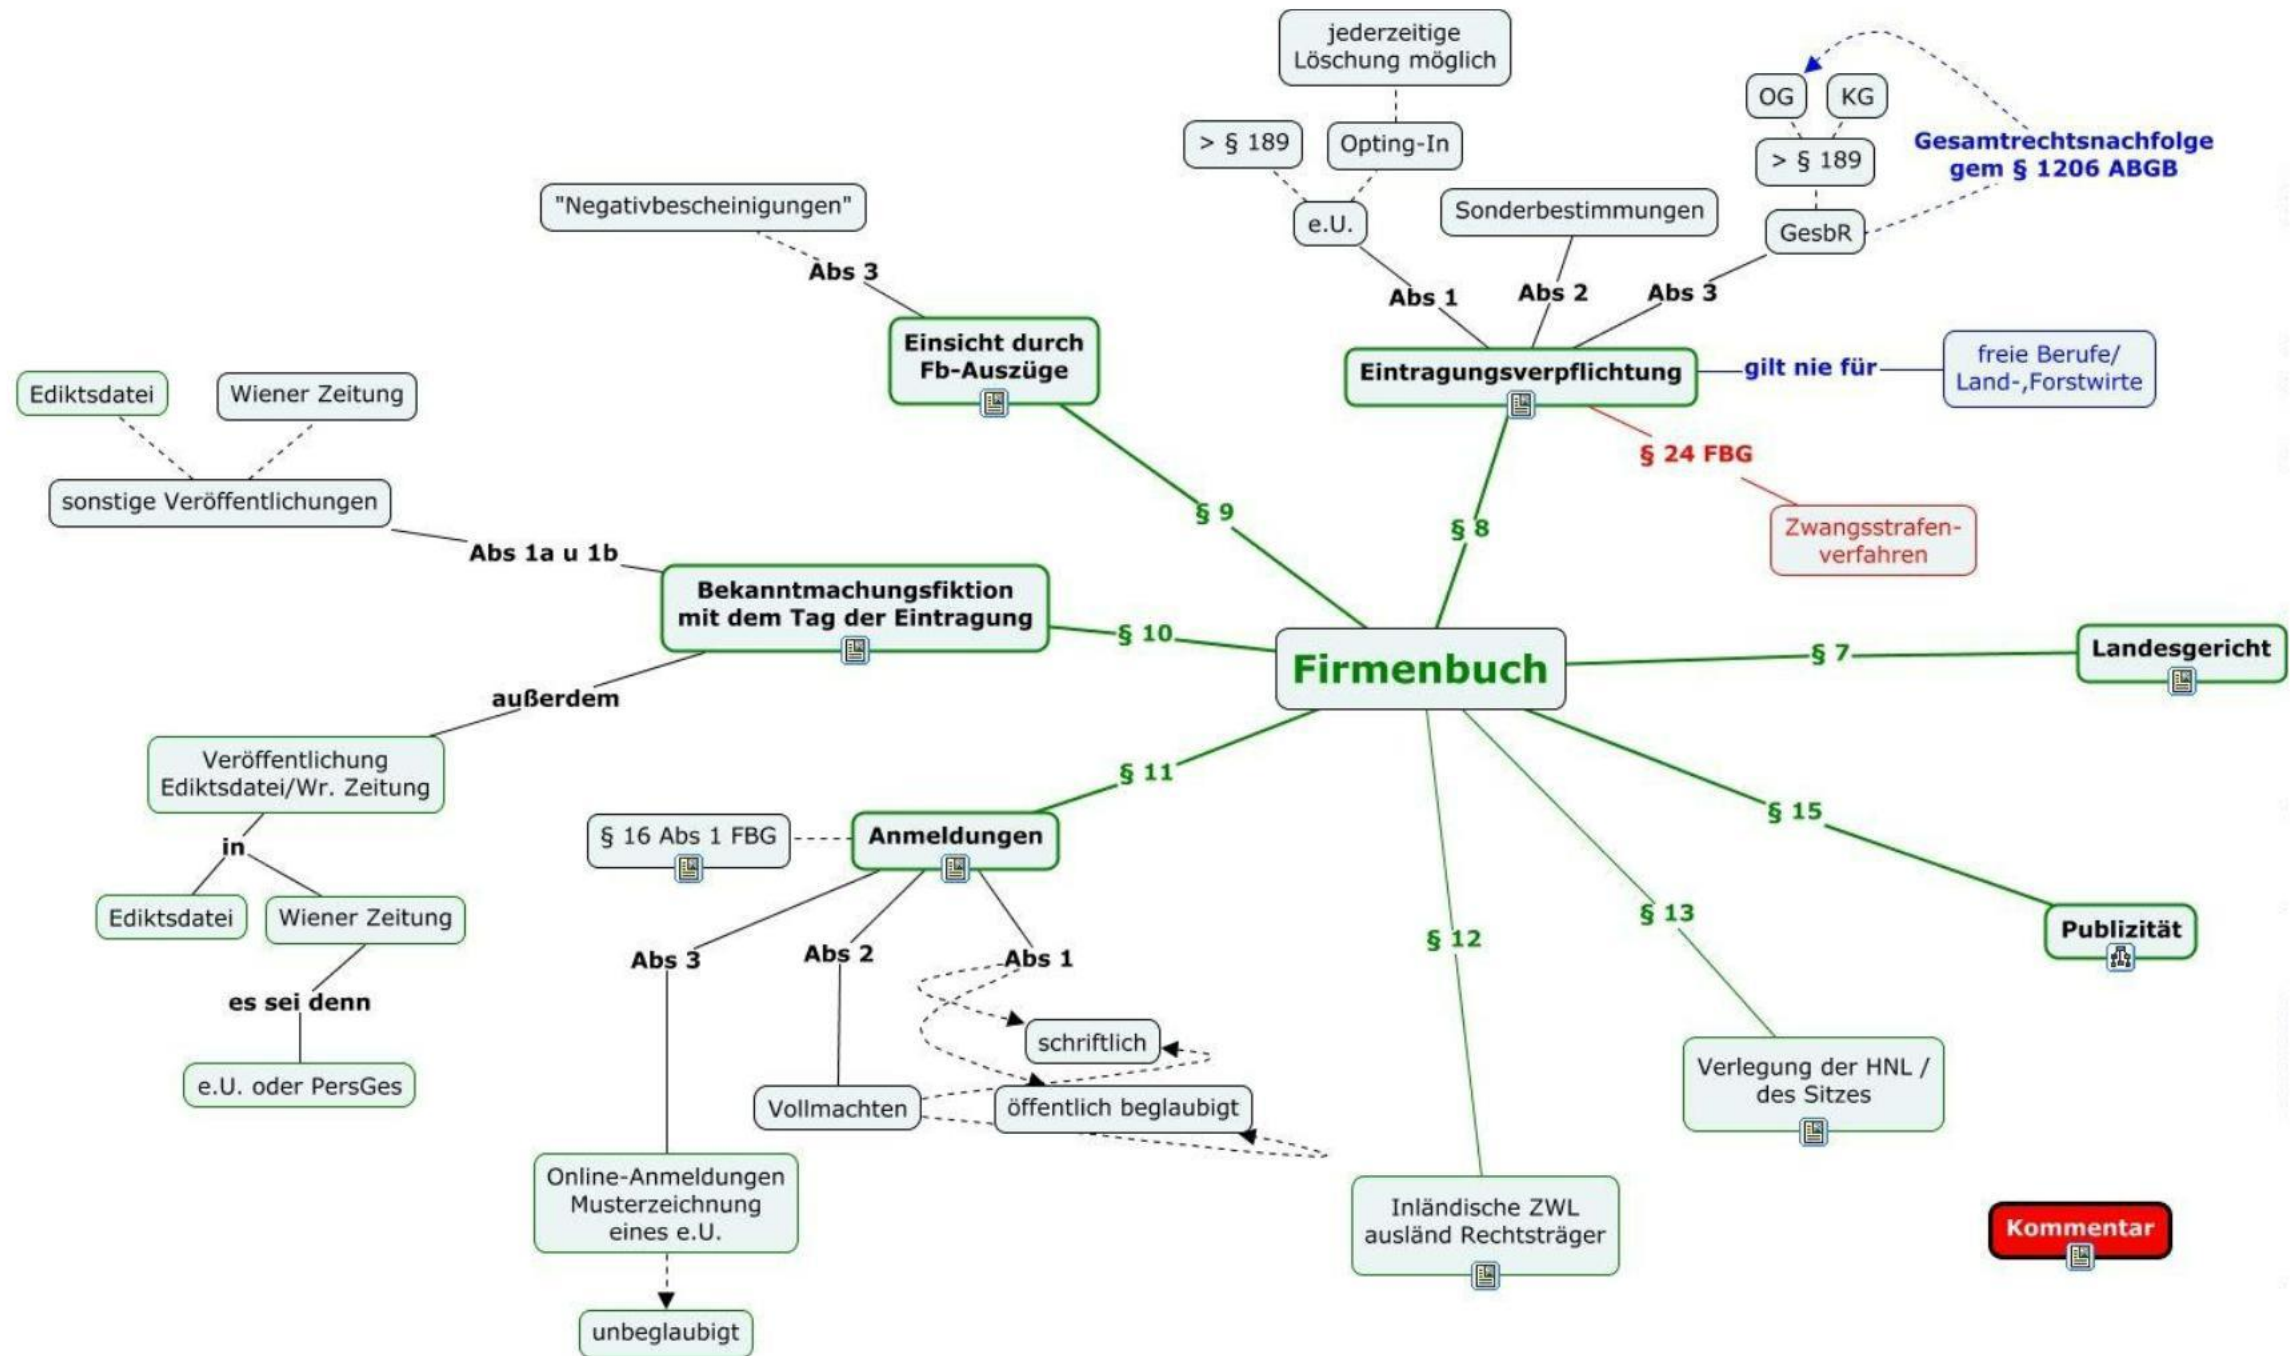 jederzeitige
Löschung möglich
OG
KG
> § 189
Opting-In
Gesamtrechtsnachfolge
gem § 1206 ABGB
> § 189
"Negativbescheinigungen"
e.U.
Sonderbestimmungen
GesbR
Abs 3
Abs 1
Abs 2
Abs 3
Einsicht durch
Fb-Auszüge
Eintragungsverpflichtung
gilt nie für
freie Berufe/
Land-,Forstwirte
Ediktsdatei
Wiener Zeitung
§ 24 FBG
sonstige Veröffentlichungen
§ 9
§ 8
Zwangsstrafen-
verfahren
Abs 1a u 1b
Bekanntmachungsfiktion
mit dem Tag der Eintragung
§ 10
Firmenbuch
§ 7
Landesgericht
außerdem
Veröffentlichung
Ediktsdatei/Wr. Zeitung
§ 11
§ 15
§ 16 Abs 1 FBG
Anmeldungen
in
Ediktsdatei
Wiener Zeitung
§ 12
§ 13
Publizität
Abs 3
Abs 2
Abs 1
es sei denn
schriftlich
e.U. oder PersGes
Vollmachten
öffentlich beglaubigt
Verlegung der HNL /
des Sitzes
Online-Anmeldungen
Musterzeichnung
eines e.U.
Inländische ZWL
ausländ Rechtsträger
Kommentar
unbeglaubigt